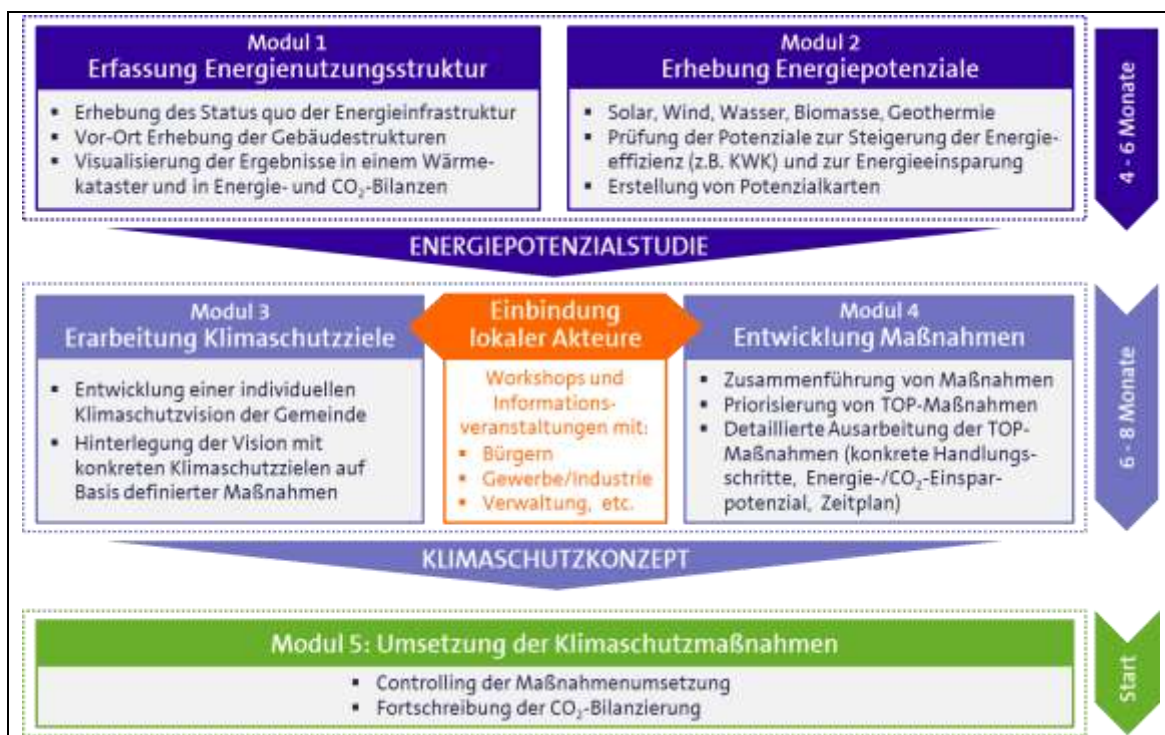 Modul 1
Erfassung Energienutzungsstruktur
▪ Erhebung des Status quo der Energieinfrastruktur
▪ Vor-Ort Erhebung der Gebäudestrukturen
▪ Visualisierung der Ergebnisse in einem Wärme-
kataster und in Energie- und CO₂-Bilanzen
Modul 2
Erhebung Energiepotenziale
▪ Solar, Wind, Wasser, Biomasse, Geothermie
▪ Prüfung der Potenziale zur Steigerung der Energie-
effizienz (z.B. KWK) und zur Energieeinsparung
▪ Erstellung von Potenzialkarten
4 - 6 Monate
ENERGIEPOTENZIALSTUDIE
Modul 3
Erarbeitung Klimaschutzziele
▪ Entwicklung einer individuellen
Klimaschutzvision der Gemeinde
▪ Hinterlegung der Vision mit
konkreten Klimaschutzzielen auf
Basis definierter Maßnahmen
Einbindung
lokaler Akteure
Workshops und
Informations-
veranstaltungen mit:
▪ Bürgern
▪ Gewerbe/Industrie
▪ Verwaltung, etc.
Modul 4
Entwicklung Maßnahmen
▪ Zusammenführung von Maßnahmen
▪ Priorisierung von TOP-Maßnahmen
▪ Detaillierte Ausarbeitung der TOP-
Maßnahmen (konkrete Handlungs-
schritte, Energie-/CO₂-Einspar-
potenzial, Zeitplan)
6 - 8 Monate
KLIMASCHUTZKONZEPT
Modul 5: Umsetzung der Klimaschutzmaßnahmen
▪ Controlling der Maßnahmenumsetzung
▪ Fortschreibung der CO₂-Bilanzierung
Start